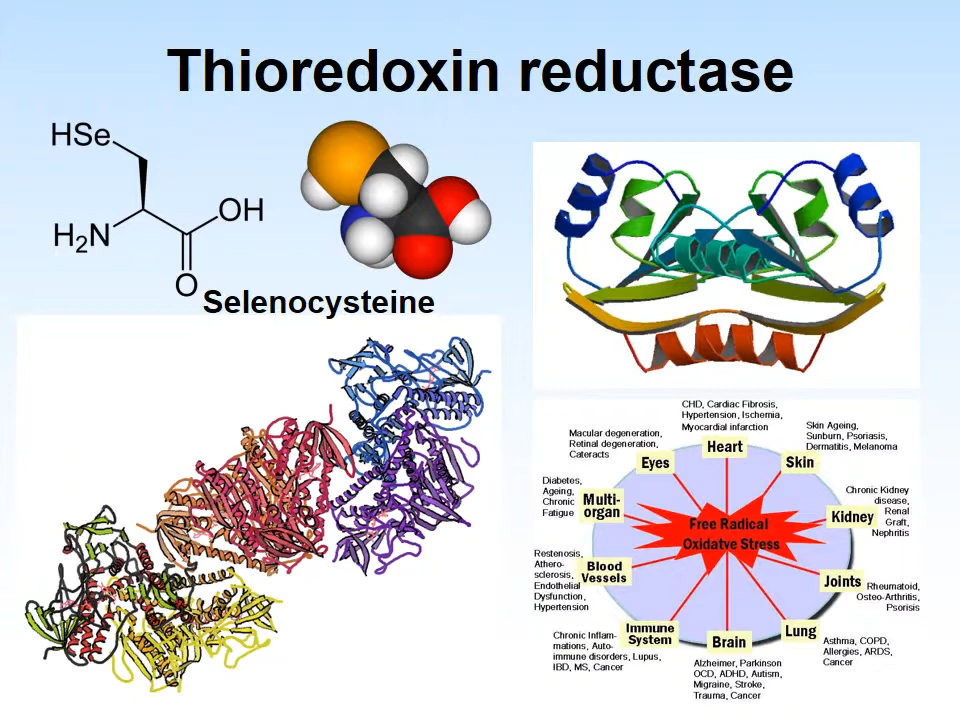 Thioredoxin reductase
HSe
H2N
OH
O
Selenocysteine
CHD, Cardiac Fibrosis,
Hypertension, Ischemia,
Myocardial infarction
Heart
Macular degeneration,
Retinal degeneration,
Cataracts
Eyes
Skin Ageing,
Sunburn, Psoriasis,
Dermatitis, Melanoma
Skin
Diabetes,
Ageing,
Chronic
Fatigue
Multi-
organ
Chronic Kidney
disease,
Renal
Graft,
Nephritis
Kidney
Free Radical
Oxidatve Stress
Restenosis,
Athero-
sclerosis,
Endothelial
Dysfunction,
Hypertension
Blood
Vessels
Joints
Rheumatoid,
Osteo-Arthritis,
Psorisis
Chronic Inflam-
mations, Auto-
immune disorders, Lupus,
IBD, MS, Cancer
Immune
System
Brain
Alzheimer, Parkinson
OCD, ADHD, Autism,
Migraine, Stroke,
Trauma, Cancer
Lung
Asthma, COPD,
Allergies, ARDS,
Cancer